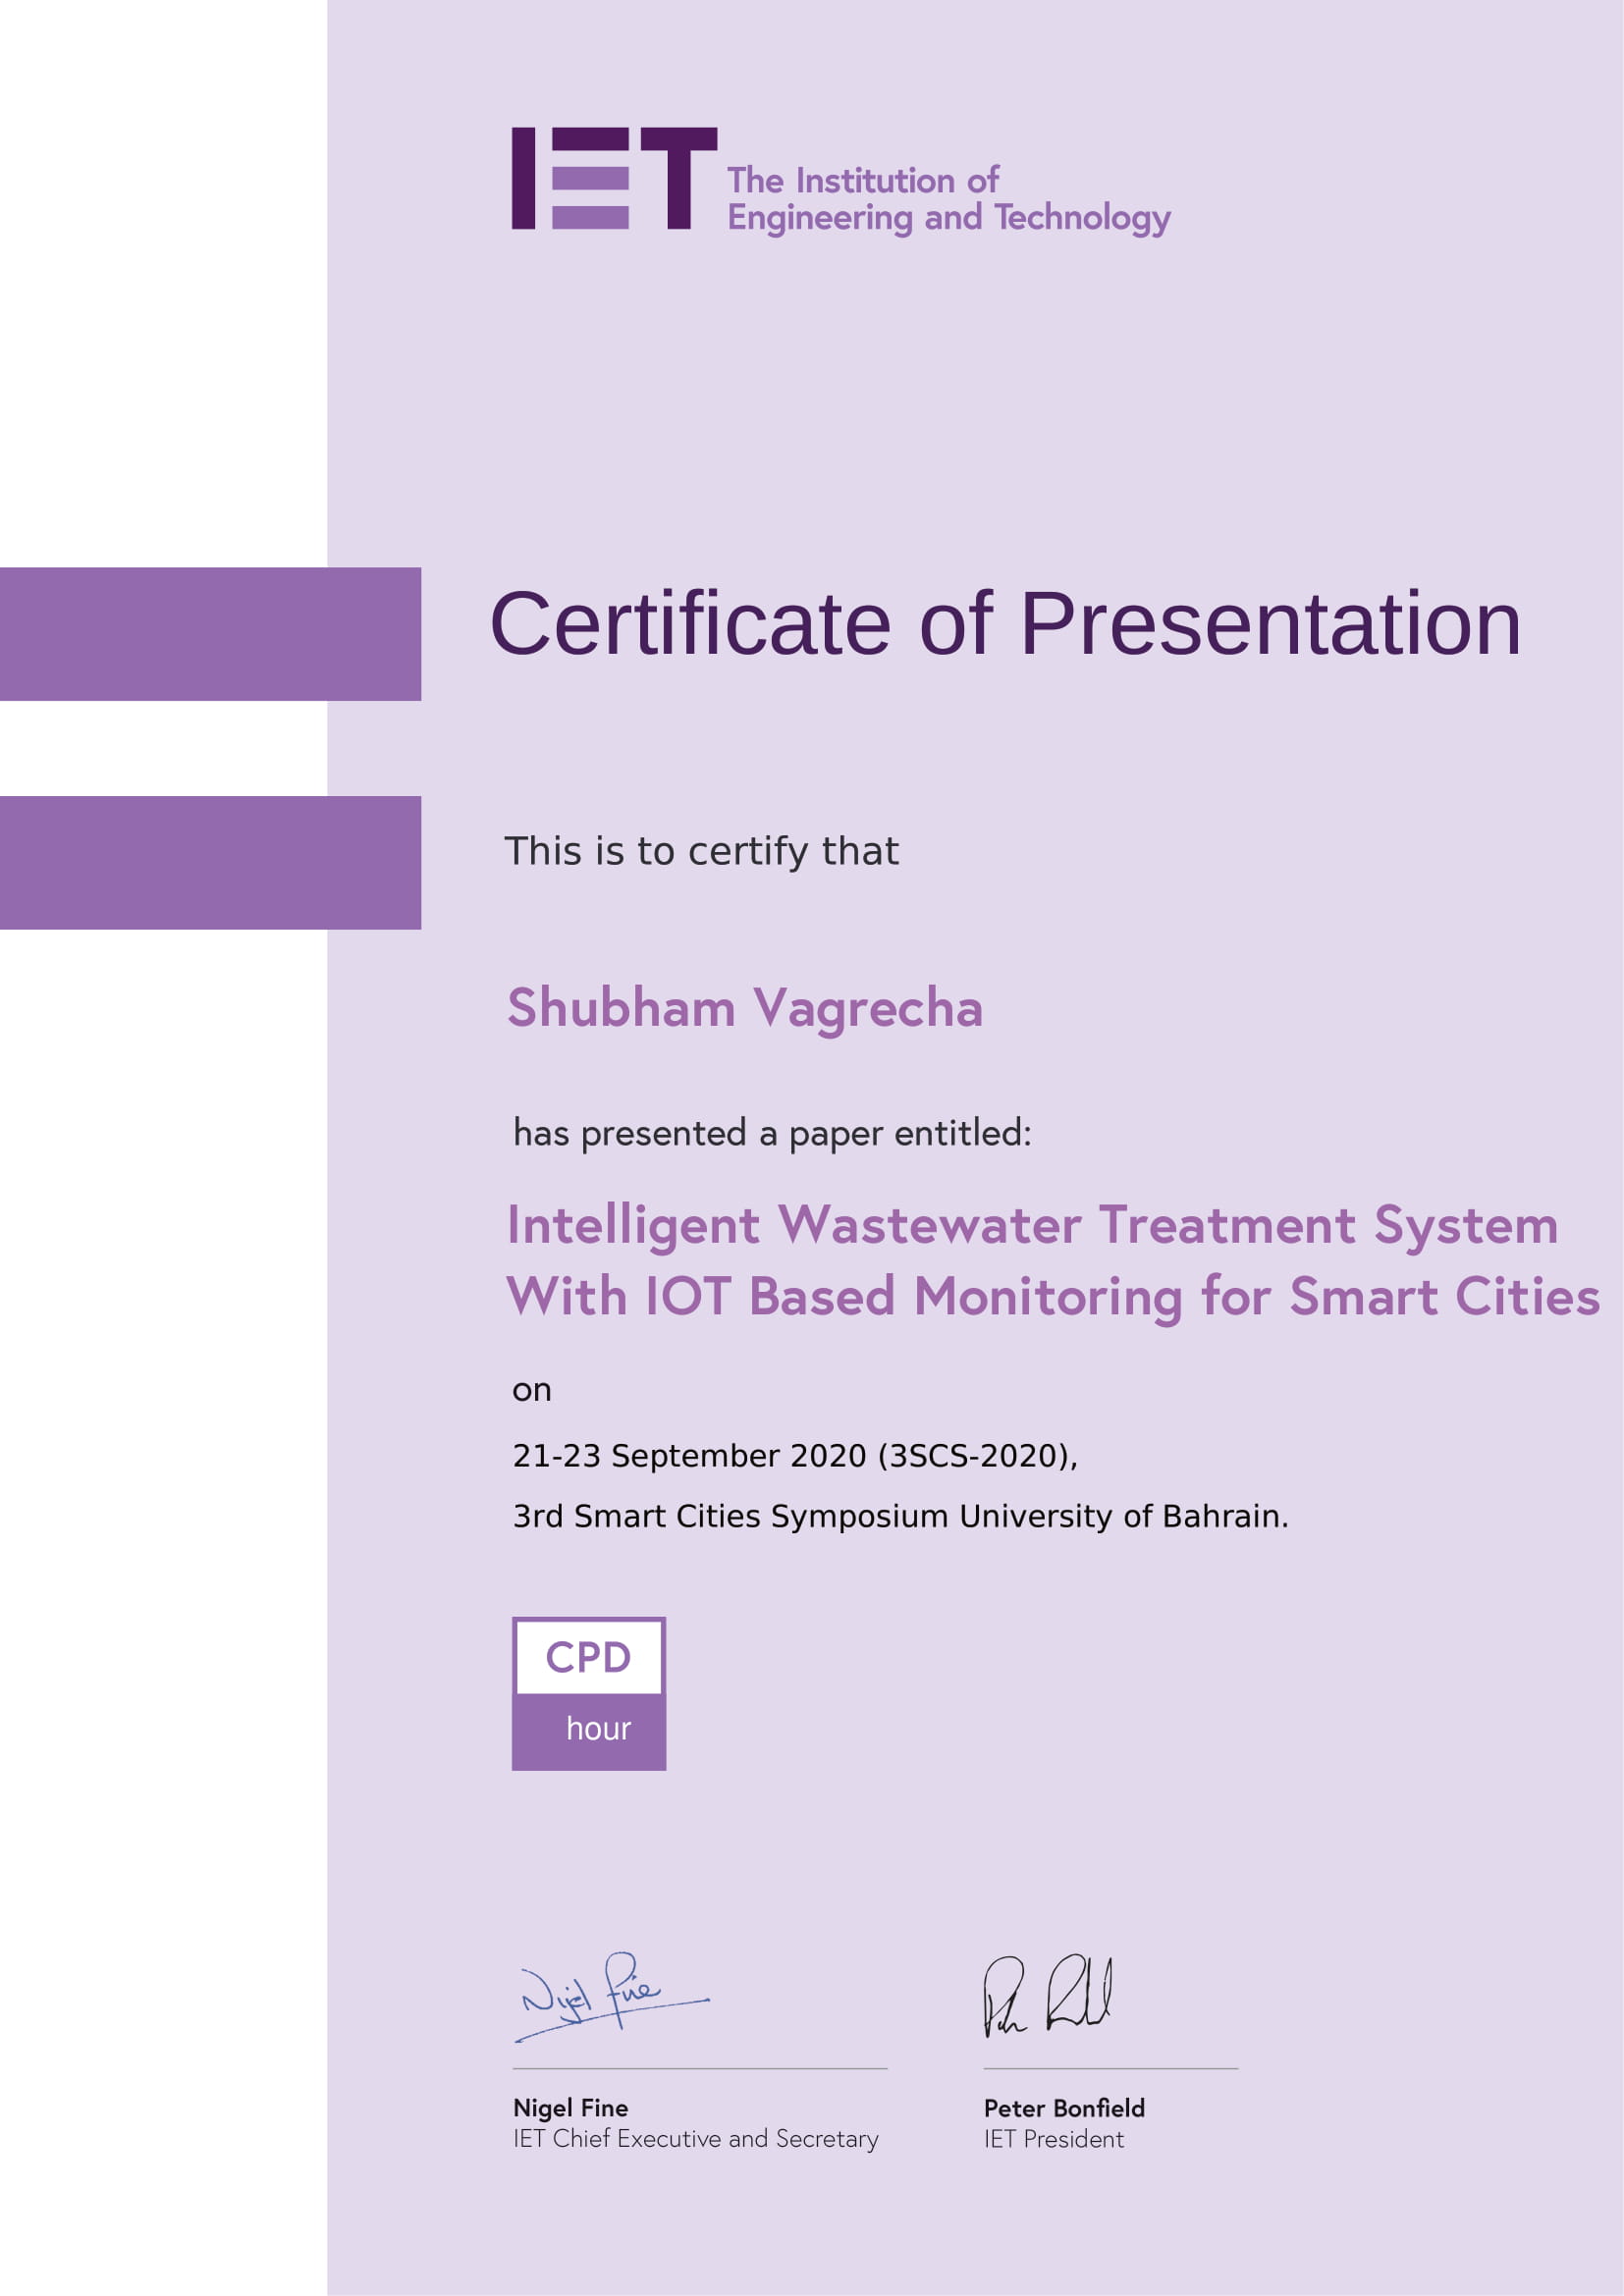 IET
The Institution of
Engineering and Technology
Certificate of Presentation
This is to certify that
Shubham Vagrecha
has presented a paper entitled:
Intelligent Wastewater Treatment System
With IOT Based Monitoring for Smart Cities
on
21-23 September 2020 (3SCS-2020),
3rd Smart Cities Symposium University of Bahrain.
CPD
hour
Nigel Fine
Nigel Fine
IET Chief Executive and Secretary
Peter Bonfield
IET President